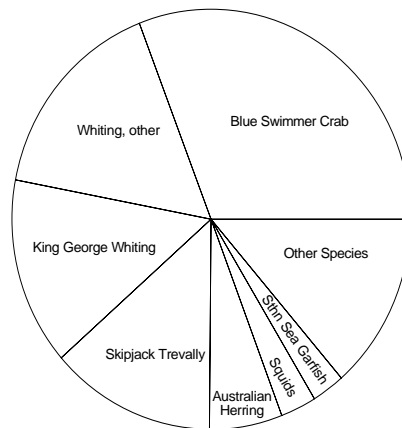 Blue Swimmer Crab
Whiting, other
King George Whiting
Other Species
Sthn Sea Garfish
Skipjack Trevally
Squids
Australian
Herring